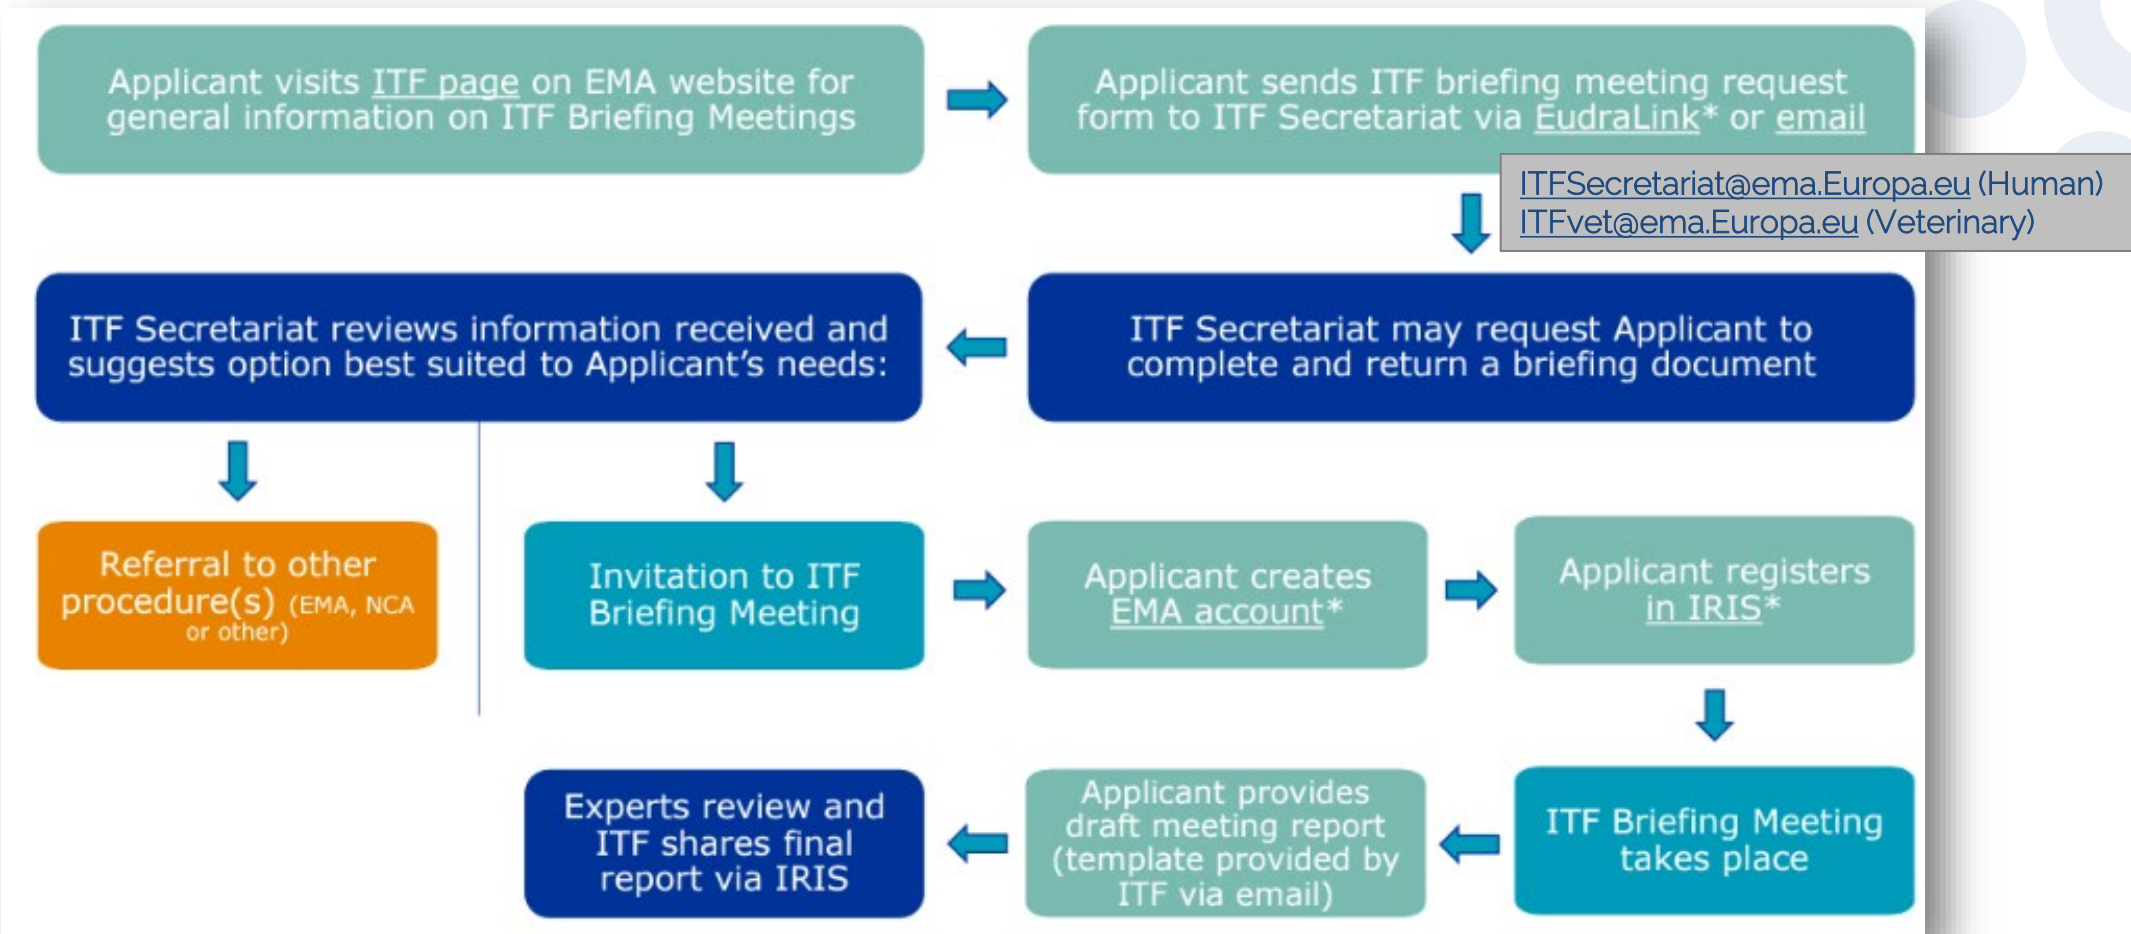 Applicant visits ITF page on EMA website for
general information on ITF Briefing Meetings
Applicant sends ITF briefing meeting request
form to ITF Secretariat via EudraLink* or email
ITFSecretariat@ema.Europa.eu (Human)
ITFvet@ema.Europa.eu (Veterinary)
ITF Secretariat may request Applicant to
complete and return a briefing document
ITF Secretariat reviews information received and
suggests option best suited to Applicant’s needs:
Referral to other
procedure(s) (EMA, NCA
or other)
Invitation to ITF
Briefing Meeting
Applicant creates
EMA account*
Applicant registers
in IRIS*
ITF Briefing Meeting
takes place
Applicant provides
draft meeting report
(template provided by
ITF via email)
Experts review and
ITF shares final
report via IRIS